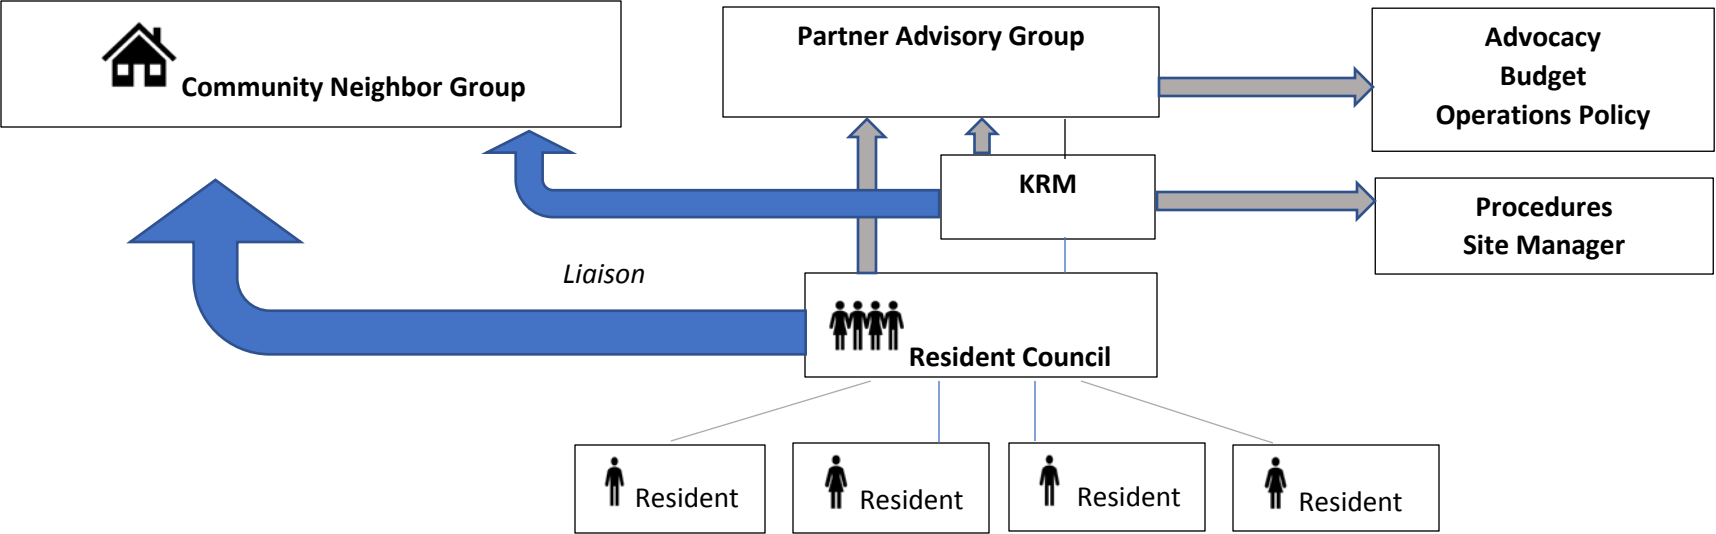 Community Neighbor Group
Partner Advisory Group
Advocacy
Budget
Operations Policy
KRM
Procedures
Site Manager
Liaison
Resident Council
Resident
Resident
Resident
Resident